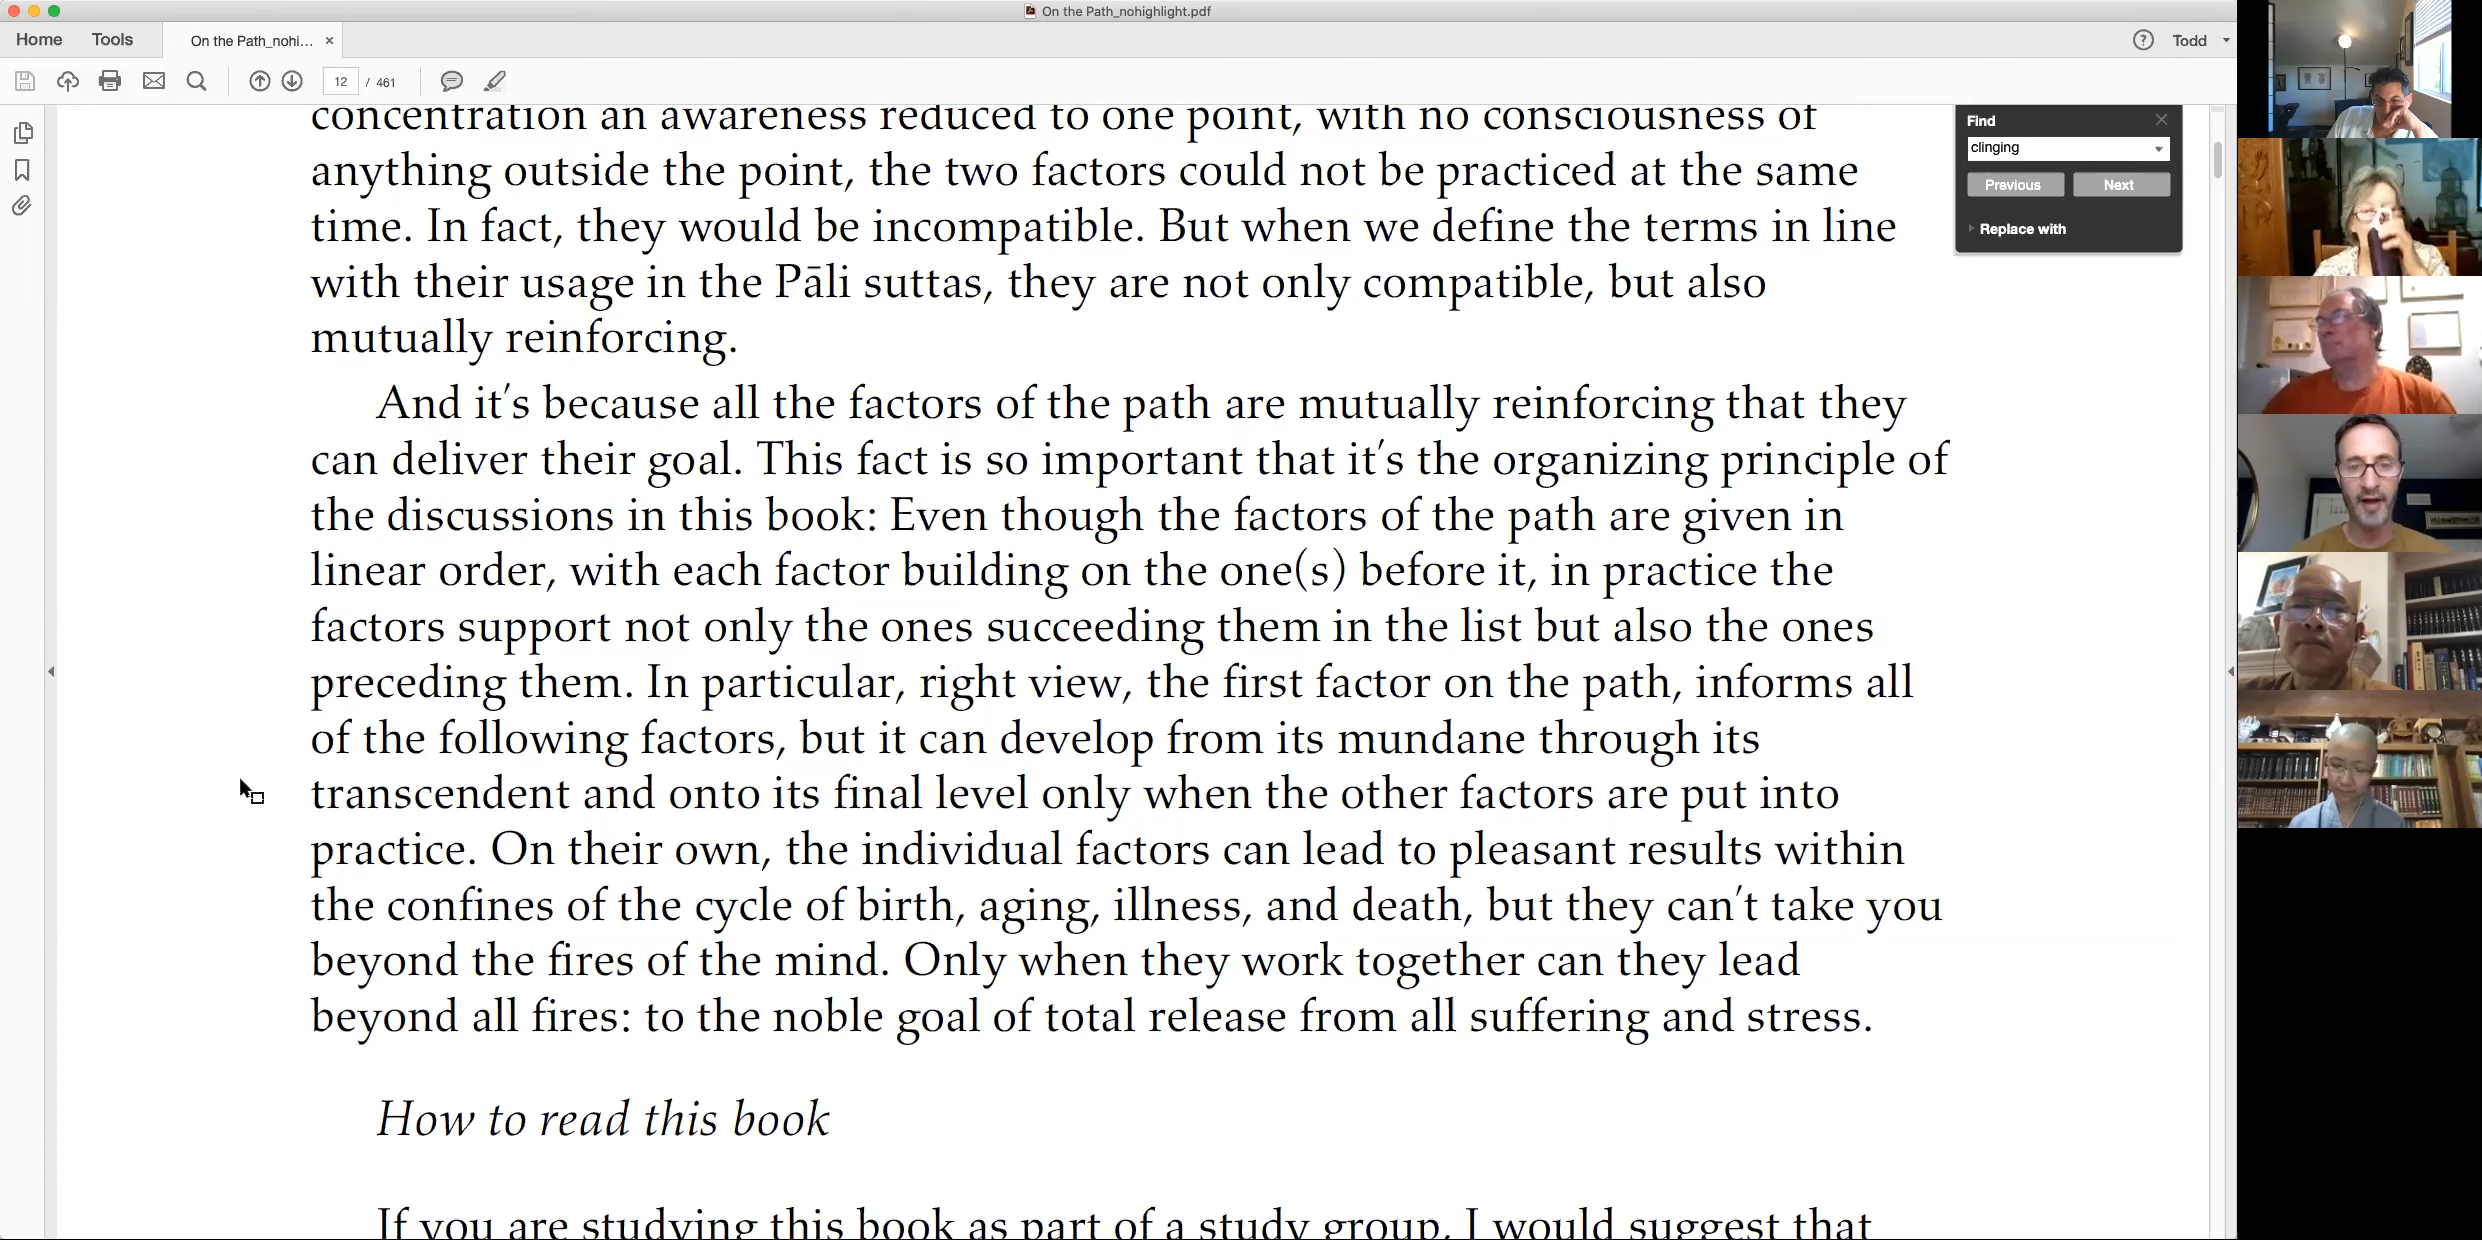 On the Path_nohighlight.pdf
Home Tools On the Path_nohi... × ? Todd
12 / 461
concentration an awareness reduced to one point, with no consciousness of
anything outside the point, the two factors could not be practiced at the same
time. In fact, they would be incompatible. But when we define the terms in line
with their usage in the Pāli suttas, they are not only compatible, but also
mutually reinforcing.
And it's because all the factors of the path are mutually reinforcing that they
can deliver their goal. This fact is so important that it's the organizing principle of
the discussions in this book: Even though the factors of the path are given in
linear order, with each factor building on the one(s) before it, in practice the
factors support not only the ones succeeding them in the list but also the ones
preceding them. In particular, right view, the first factor on the path, informs all
of the following factors, but it can develop from its mundane through its
transcendent and onto its final level only when the other factors are put into
practice. On their own, the individual factors can lead to pleasant results within
the confines of the cycle of birth, aging, illness, and death, but they can't take you
beyond the fires of the mind. Only when they work together can they lead
beyond all fires: to the noble goal of total release from all suffering and stress.
How to read this book
If you are studying this book as part of a study group, I would suggest that
Find
clinging
Previous Next
Replace with